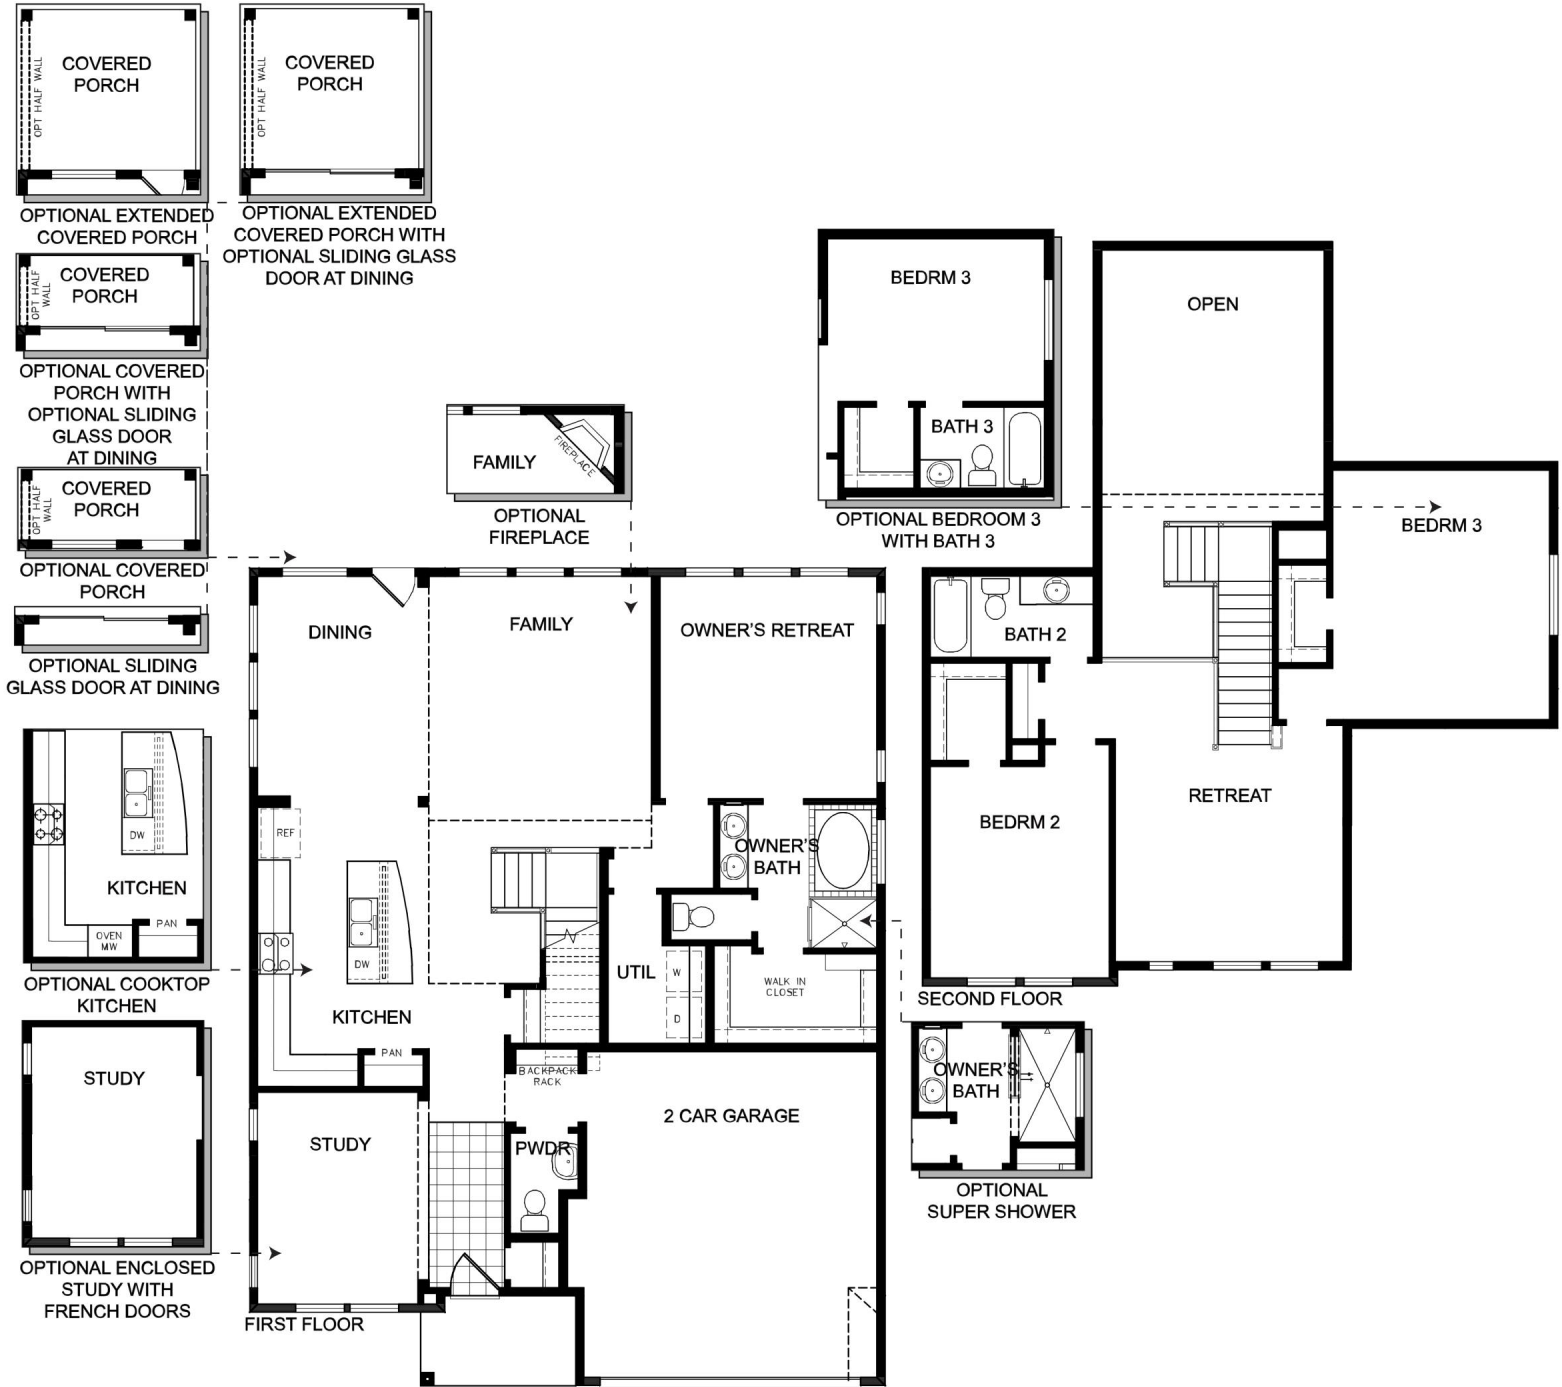 COVERED
PORCH
OPT HALF WALL
OPTIONAL EXTENDED
COVERED PORCH
COVERED
PORCH
OPT HALF WALL
OPTIONAL EXTENDED
COVERED PORCH WITH
OPTIONAL SLIDING GLASS
DOOR AT DINING
COVERED
PORCH
OPT HALF
WALL
OPTIONAL COVERED
PORCH WITH
OPTIONAL SLIDING
GLASS DOOR
AT DINING
COVERED
PORCH
OPT HALF
WALL
OPTIONAL COVERED
PORCH
OPTIONAL SLIDING
GLASS DOOR AT DINING
DW
KITCHEN
PAN
OVEN
MW
OPTIONAL COOKTOP
KITCHEN
STUDY
OPTIONAL ENCLOSED
STUDY WITH
FRENCH DOORS
FAMILY
FIREPLACE
OPTIONAL
FIREPLACE
DINING
FAMILY
OWNER'S RETREAT
REF
OWNER'S
BATH
DW
UTIL
W
D
WALK IN
CLOSET
KITCHEN
PAN
BACKPACK
RACK
2 CAR GARAGE
STUDY
PWDR
FIRST FLOOR
BEDRM 3
BATH 3
OPTIONAL BEDROOM 3
WITH BATH 3
OPEN
BEDRM 3
BATH 2
RETREAT
BEDRM 2
SECOND FLOOR
OWNER'S
BATH
OPTIONAL
SUPER SHOWER